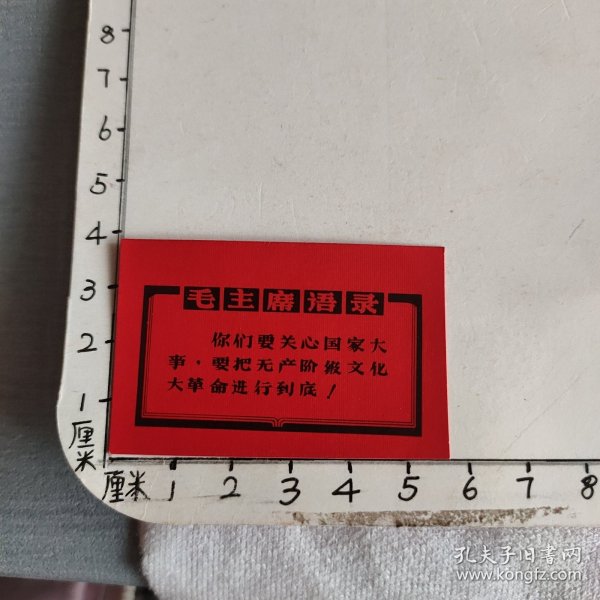 8
7
6
5
4
3
2
1
厘米
毛主席语录
你们要关心国家大
事，要把无产阶级文化
大革命进行到底！
厘米 1 2 3 4 5 6 7 8
孔夫子旧书网
www.kongfz.com